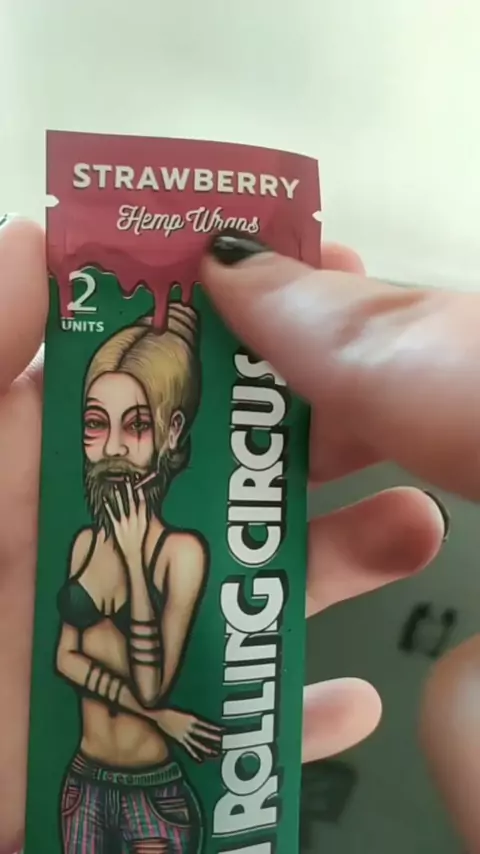 STRAWBERRY
Hemp Wraps
2
UNITS
ROLLING CIRCUS